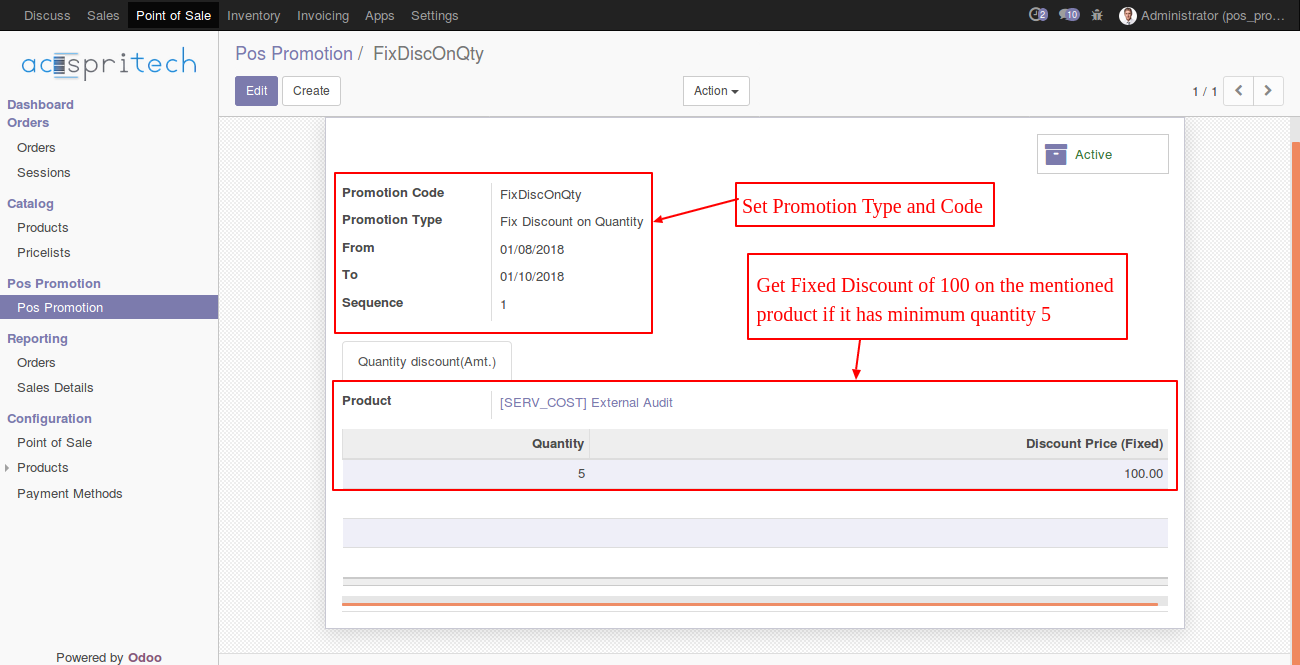 Discuss Sales Point of Sale Inventory Invoicing Apps Settings 2 10 Administrator (pos_pro...
acespritech
Pos Promotion / FixDiscOnQty
Edit Create Action 1 / 1
Dashboard
Orders
Orders
Sessions
Catalog
Products
Pricelists
Pos Promotion
Pos Promotion
Reporting
Orders
Sales Details
Configuration
Point of Sale
Products
Payment Methods
Powered by Odoo
Active
Promotion Code FixDiscOnQty
Promotion Type Fix Discount on Quantity
From 01/08/2018
To 01/10/2018
Sequence 1
Set Promotion Type and Code
Get Fixed Discount of 100 on the mentioned
product if it has minimum quantity 5
Quantity discount(Amt.)
Product [SERV_COST] External Audit
Quantity Discount Price (Fixed)
5 100.00